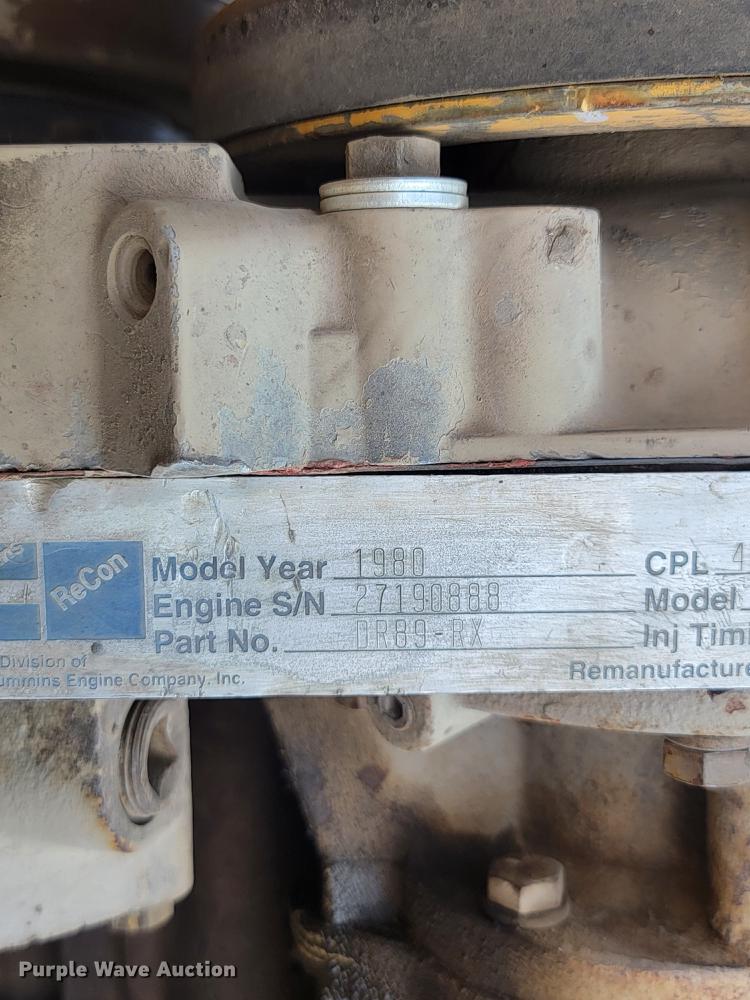 ReCon
Model Year 1980 CPL 4
Engine S/N 27190888 Model
Part No. DR89-RX Inj Tim
Division of
ummins Engine Company, Inc.
Remanufacture
Purple Wave Auction